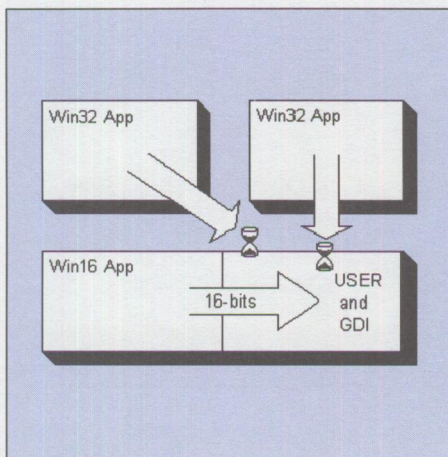 Win32 App
Win32 App
Win16 App
16-bits
USER
and
GDI